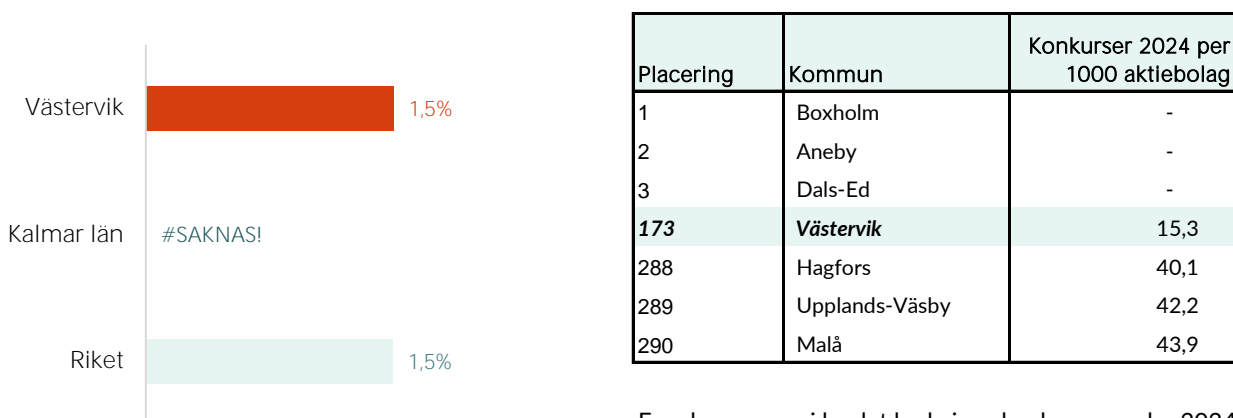 Västervik 1,5%
Kalmar län #SAKNAS!
Riket 1,5%
Placering Kommun Konkurser 2024 per
1000 aktiebolag
1 Boxholm -
2 Aneby -
3 Dals-Ed -
173 Västervik 15,3
288 Hagfors 40,1
289 Upplands-Väsby 42,2
290 Malå 43,9